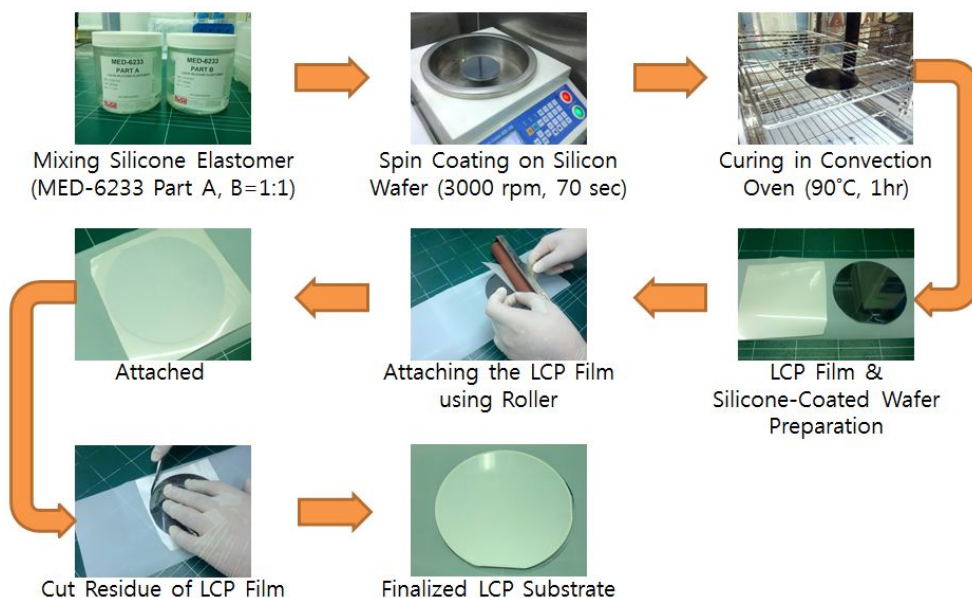 MED-6233
PART A
MED-6233
PART B
Mixing Silicone Elastomer
(MED-6233 Part A, B=1:1)
Spin Coating on Silicon
Wafer (3000 rpm, 70 sec)
Curing in Convection
Oven (90˚C, 1hr)
LCP Film &
Silicone-Coated Wafer
Preparation
Attaching the LCP Film
using Roller
Attached
Cut Residue of LCP Film
Finalized LCP Substrate